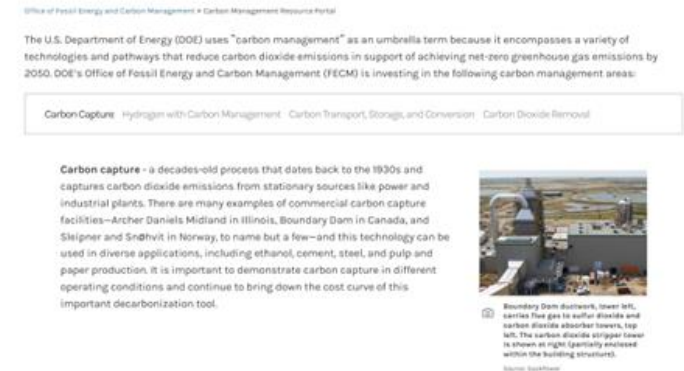 Office of Fossil Energy and Carbon Management » Carbon Management Resource Portal
The U.S. Department of Energy (DOE) uses "carbon management" as an umbrella term because it encompasses a variety of
technologies and pathways that reduce carbon dioxide emissions in support of achieving net-zero greenhouse gas emissions by
2050. DOE's Office of Fossil Energy and Carbon Management (FECM) is investing in the following carbon management areas:
Carbon Capture Hydrogen with Carbon Management Carbon Transport, Storage, and Conversion Carbon Dioxide Removal
Carbon capture - a decades-old process that dates back to the 1930s and
captures carbon dioxide emissions from stationary sources like power and
industrial plants. There are many examples of commercial carbon capture
facilities—Archer Daniels Midland in Illinois, Boundary Dam in Canada, and
Sleipner and Snøhvit in Norway, to name but a few—and this technology can be
used in diverse applications, including ethanol, cement, steel, and pulp and
paper production. It is important to demonstrate carbon capture in different
operating conditions and continue to bring down the cost curve of this
important decarbonization tool.
Boundary Dam ductwork, lower left,
carries flue gas to sulfur dioxide and
carbon dioxide absorber towers, top
left. The carbon dioxide stripper tower
is shown at right (partially enclosed
within the building structure).
Source: SaskPower